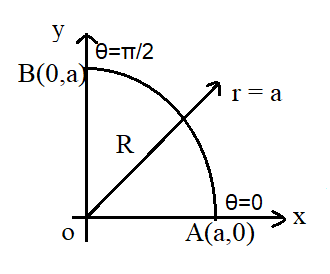 y
θ=π/2
B(0,a)
r = a
R
θ=0
x
o
A(a,0)